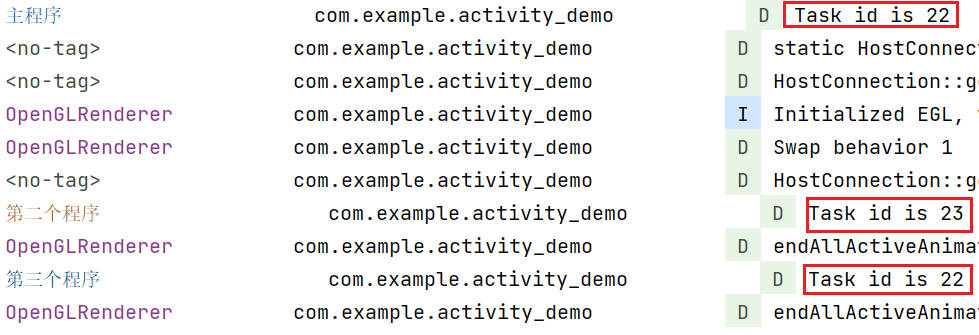 主程序 com.example.activity_demo D Task id is 22
<no-tag> com.example.activity_demo D static HostConnec
<no-tag> com.example.activity_demo D HostConnection::g
OpenGLRenderer com.example.activity_demo I Initialized EGL,
OpenGLRenderer com.example.activity_demo D Swap behavior 1
<no-tag> com.example.activity_demo D HostConnection::g
第二个程序 com.example.activity_demo D Task id is 23
OpenGLRenderer com.example.activity_demo D endAllActiveAnima
第三个程序 com.example.activity_demo D Task id is 22
OpenGLRenderer com.example.activity_demo D endAllActiveAnima